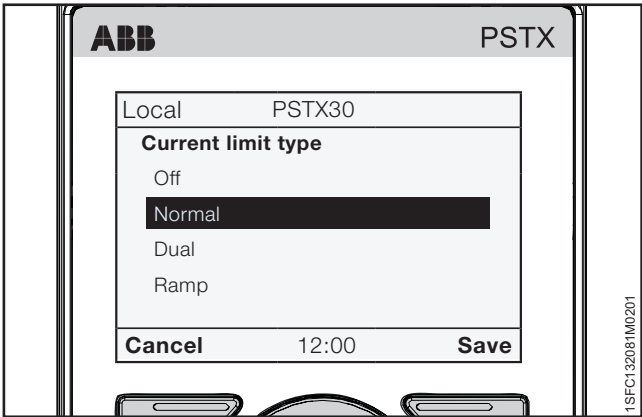 ABB PSTX
Local PSTX30
Current limit type
Off
Normal
Dual
Ramp
Cancel 12:00 Save
1SFC132081M0201